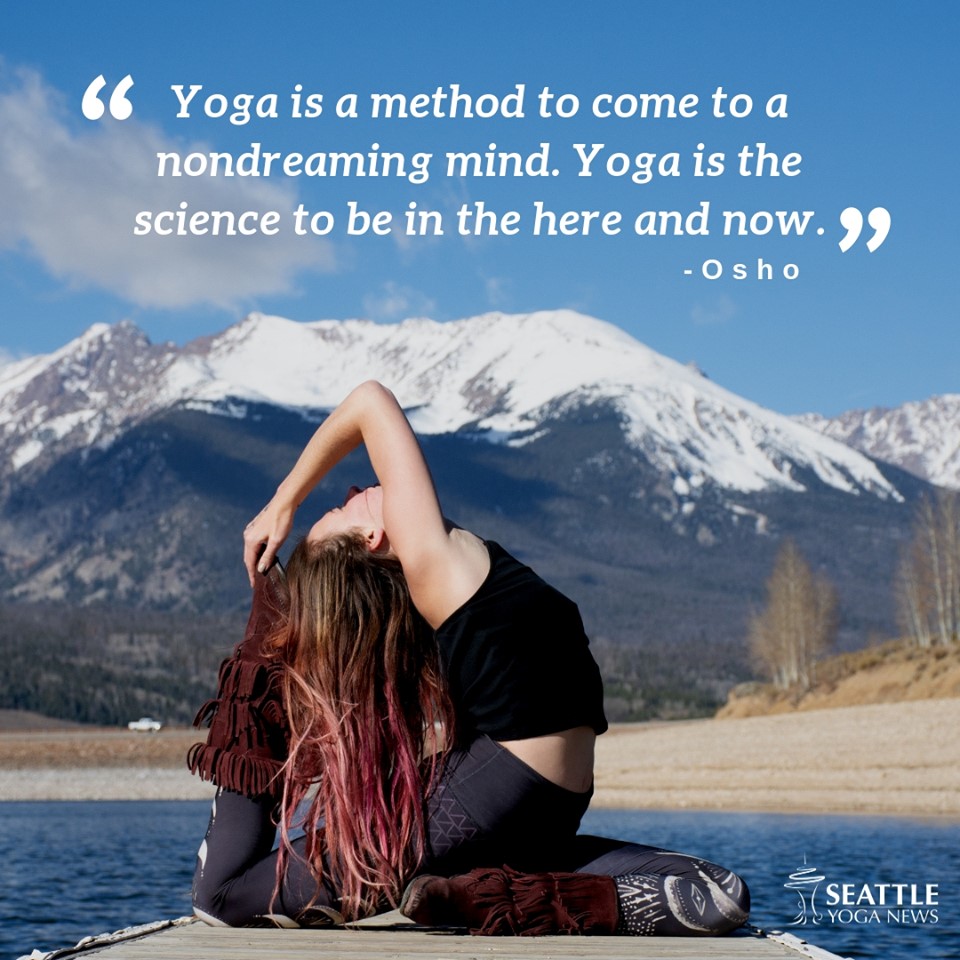 “ Yoga is a method to come to a
nondreaming mind. Yoga is the
science to be in the here and now. ”
-Osho
SEATTLE
YOGA NEWS